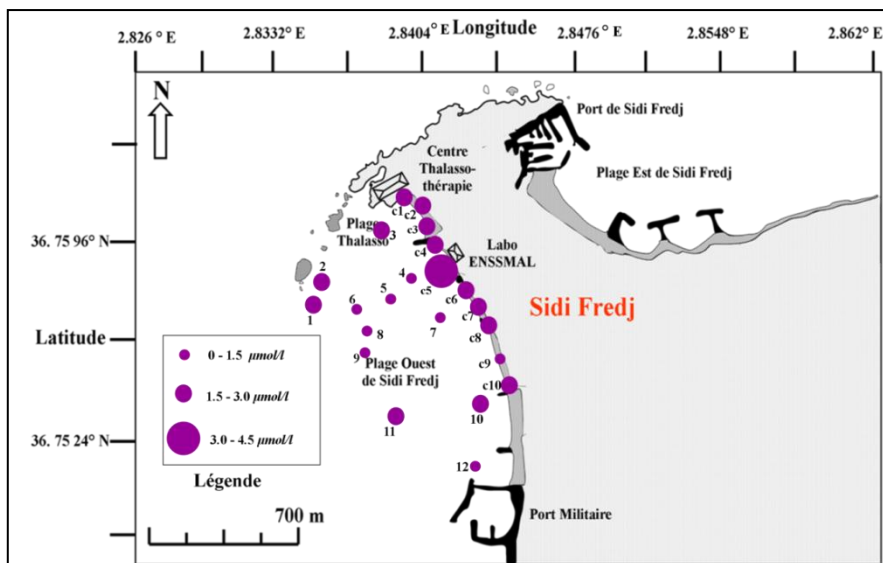 Longitude
2.826 ° E
2.8332 ° E
2.8404 ° E
2.8476 ° E
2.8548 ° E
2.862 ° E
N
Port de Sidi Fredj
Centre
Thalasso-
thérapie
Plage Est de Sidi Fredj
c1
c2
Plage
Thalasso
3
c3
36.7596° N
c4
Labo
ENSSMAL
2
4
c5
c6
5
Sidi Fredj
1
6
7
c7
8
c8
Latitude
0 - 1.5 µmol/l
9
Plage Ouest
de Sidi Fredj
c9
1.5 - 3.0 µmol/l
c10
10
11
3.0 - 4.5 µmol/l
36.7524° N
12
Légende
700 m
Port Militaire